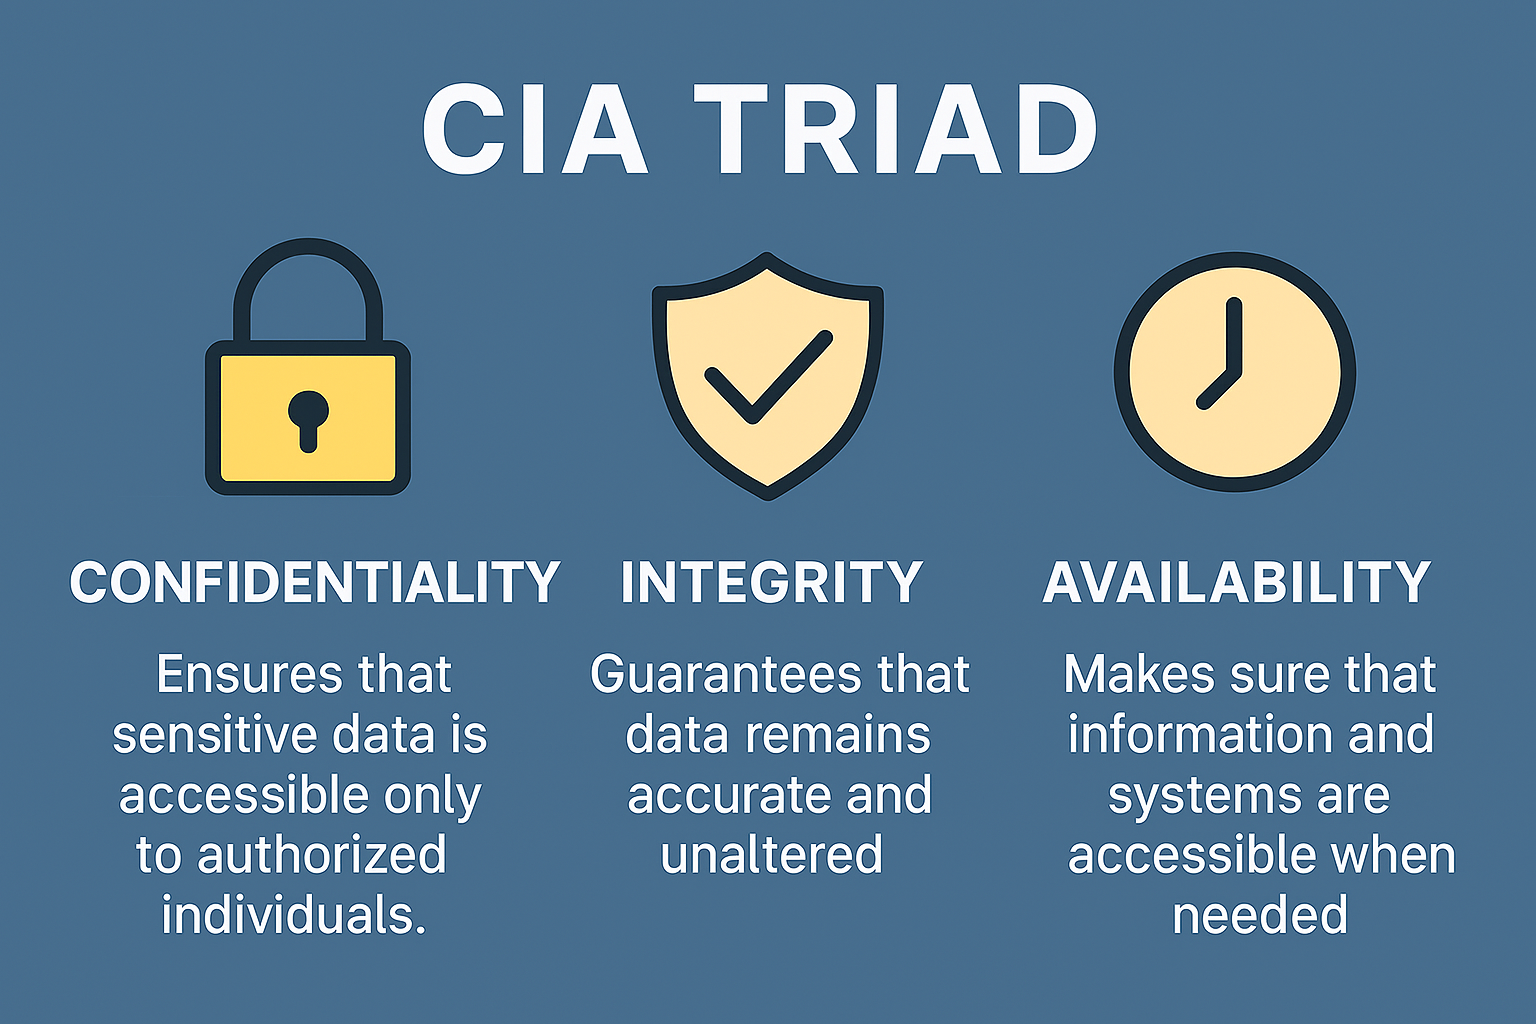 CIA TRIAD
CONFIDENTIALITY
Ensures that
sensitive data is
accessible only
to authorized
individuals.
INTEGRITY
Guarantees that
data remains
accurate and
unaltered
AVAILABILITY
Makes sure that
information and
systems are
accessible when
needed